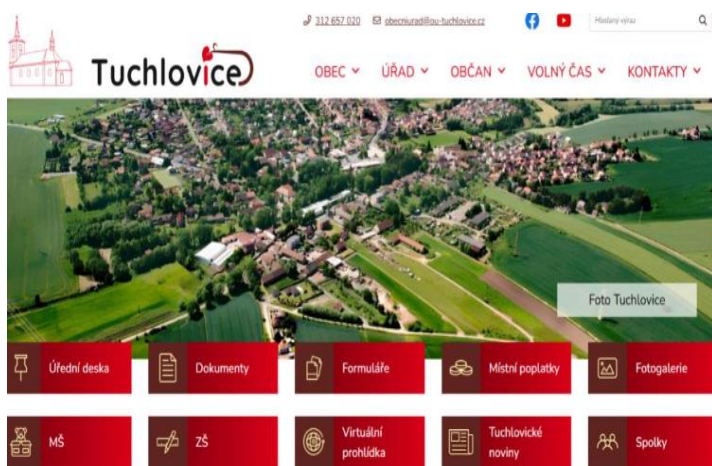 312 657 020 obecniurad@ou-tuchlovice.cz Hledaný výraz
Tuchlovice
OBEC ÚŘAD OBČAN VOLNÝ ČAS KONTAKTY
Foto Tuchlovice
Úřední deska
Dokumenty
Formuláře
Místní poplatky
Fotogalerie
MŠ
ZŠ
Virtuální
prohlídka
Tuchlovické
noviny
Spolky